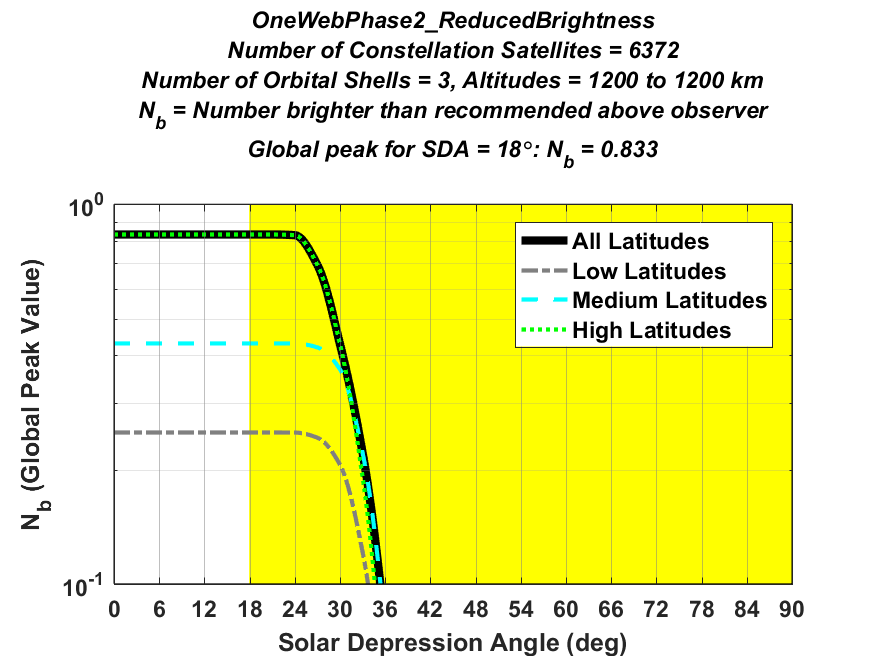 OneWebPhase2_ReducedBrightness
Number of Constellation Satellites = 6372
Number of Orbital Shells = 3, Altitudes = 1200 to 1200 km
N_b = Number brighter than recommended above observer
Global peak for SDA = 18°: N_b = 0.833
10^0
All Latitudes
Low Latitudes
Medium Latitudes
High Latitudes
N_b (Global Peak Value)
10^-1
0 6 12 18 24 30 36 42 48 54 60 66 72 78 84 90
Solar Depression Angle (deg)